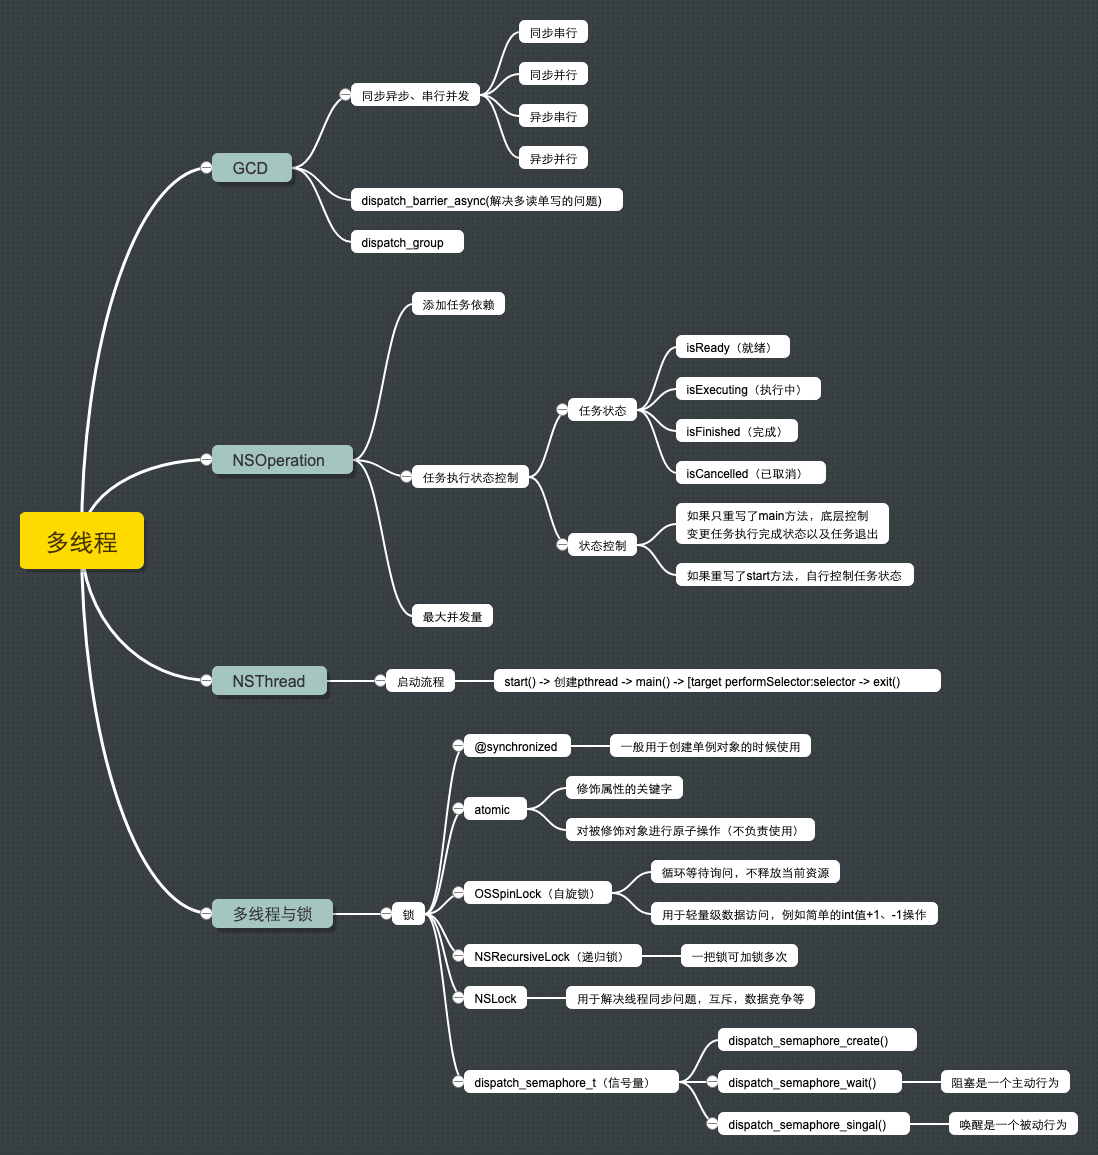 多线程
GCD
同步异步、串行并发
同步串行
同步并行
异步串行
异步并行
dispatch_barrier_async(解决多读单写的问题)
dispatch_group
NSOperation
添加任务依赖
任务执行状态控制
任务状态
isReady（就绪）
isExecuting（执行中）
isFinished（完成）
isCancelled（已取消）
状态控制
如果只重写了main方法，底层控制
变更任务执行完成状态以及任务退出
如果重写了start方法，自行控制任务状态
最大并发量
NSThread
启动流程
start() -> 创建pthread -> main() -> [target performSelector:selector -> exit()
多线程与锁
锁
@synchronized
一般用于创建单例对象的时候使用
atomic
修饰属性的关键字
对被修饰对象进行原子操作（不负责使用）
OSSpinLock（自旋锁）
循环等待询问，不释放当前资源
用于轻量级数据访问，例如简单的int值+1、-1操作
NSRecursiveLock（递归锁）
一把锁可加锁多次
NSLock
用于解决线程同步问题，互斥，数据竞争等
dispatch_semaphore_t（信号量）
dispatch_semaphore_create()
dispatch_semaphore_wait()
阻塞是一个主动行为
dispatch_semaphore_singal()
唤醒是一个被动行为